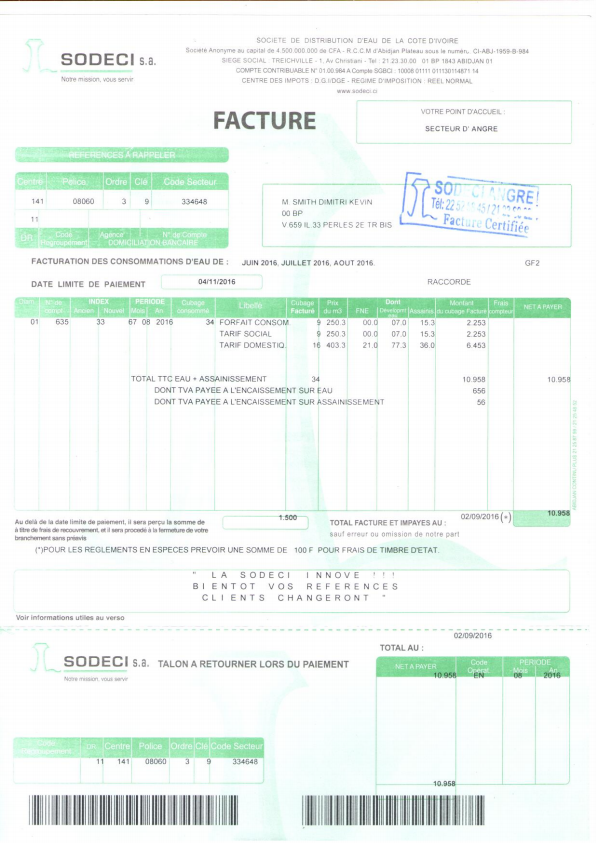 SOCIETE DE DISTRIBUTION D'EAU DE LA COTE D'IVOIRE
Société Anonyme au capital de 4.500.000.000 de CFA - R.C.C.M d'Abidjan Plateau sous le numéro. CI-ABJ-1959-B-984
SIEGE SOCIAL : TREICHVILLE - 1, Av Christiani - Tel : 21.23.30.00 01 BP 1843 ABIDJAN 01
COMPTE CONTRIBUABLE N° 01.00.984 A Compte SGBCI : 10008 01111 011130114871 14
CENTRE DES IMPOTS : D.G.I/DGE - REGIME D'IMPOSITION : REEL NORMAL
www.sodeci.ci
SODECI s.a.
Notre mission, vous servir
FACTURE
VOTRE POINT D'ACCUEIL :
SECTEUR D' ANGRE
REFERENCES A RAPPELER
Centre Police Ordre Clé Code Secteur
141 08060 3 9 334648
11
Gn. Code Regroupement Agence N° de Compte
DOMICILIATION BANCAIRE
M. SMITH DIMITRI KEVIN
00 BP
V 659 IL 33 PERLES 2E TR BIS
SODECI ANGRE
Facture Certifiée
FACTURATION DES CONSOMMATIONS D'EAU DE : JUIN 2016. JUILLET 2016, AOUT 2016. GF2
DATE LIMITE DE PAIEMENT 04/11/2016 RACCORDE
INDEX PERIODE Cubage Libellé Cubage Prix Dont Montant Frais NET A PAYER
Ancien Nouvel Mois An consommé Facturé du m3 FNE Assainis. du cubage Facturé compteur
01 635 33 67 08 2016 34 FORFAIT CONSOM. 9 250.3 00.0 07.0 15.3 2.253
TARIF SOCIAL 9 250.3 00.0 07.0 15.3 2.253
TARIF DOMESTIQ. 16 403.3 21.0 77.3 36.0 6.453
TOTAL TTC EAU + ASSAINISSEMENT 34 10.958 10.958
DONT TVA PAYEE A L'ENCAISSEMENT SUR EAU 656
DONT TVA PAYEE A L'ENCAISSEMENT SUR ASSAINISSEMENT 56
Au delà de la date limite de paiement, il sera perçu la somme de 1.500
à titre de frais de recouvrement, et il sera procédé à la fermeture de votre
branchement sans préavis
TOTAL FACTURE ET IMPAYES AU : 02/09/2016 (*) 10.958
sauf erreur ou omission de notre part
(*)POUR LES REGLEMENTS EN ESPECES PREVOIR UNE SOMME DE 100 F POUR FRAIS DE TIMBRE D'ETAT.
" LA SODECI INNOVE ! ! !
BIENTOT VOS REFERENCES
CLIENTS CHANGERONT "
Voir informations utiles au verso
02/09/2016
SODECI s.a. TALON A RETOURNER LORS DU PAIEMENT
Notre mission, vous servir
TOTAL AU :
NET A PAYER Code Opérat. PERIODE
Mois An
10.958 EN 08 2016
Gn. Centre Police Ordre Clé Code Secteur
11 141 08060 3 9 334648
10.958